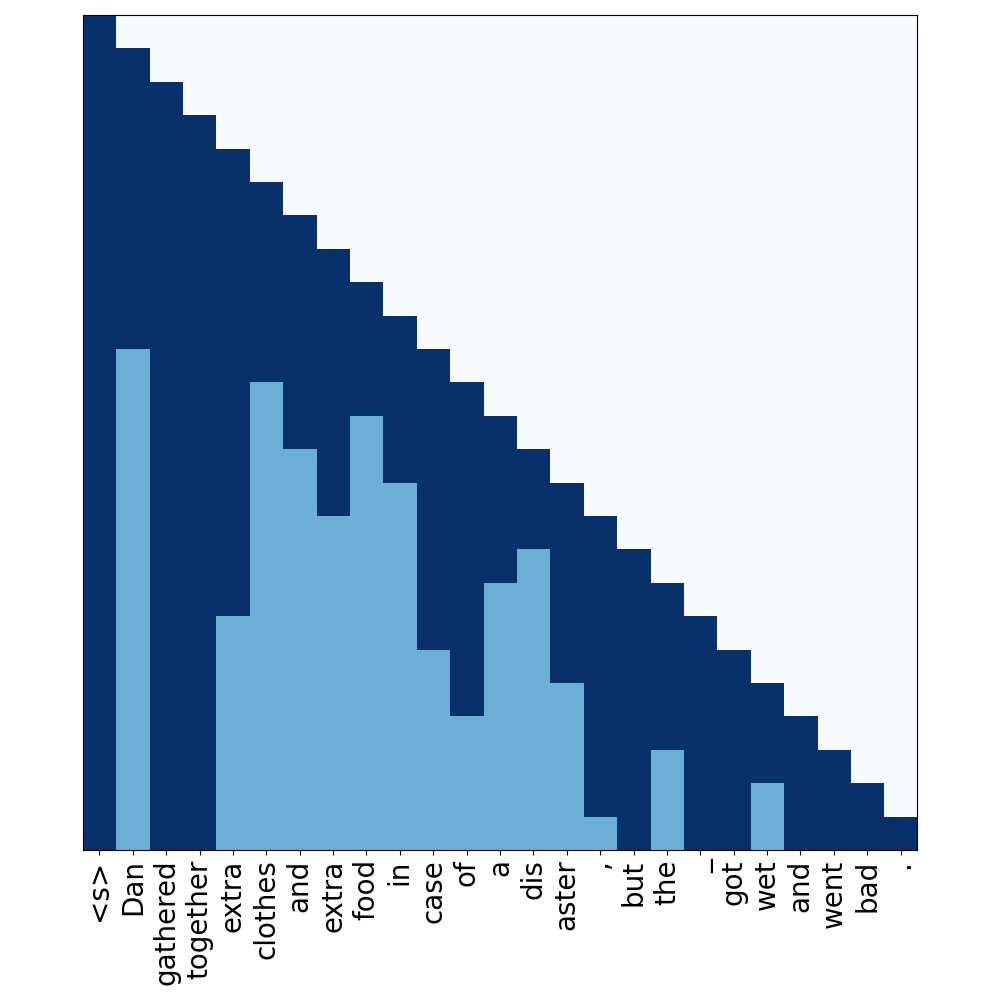 <s> Dan gathered together extra clothes and extra food in case of a dis aster , but the _ got wet and went bad .